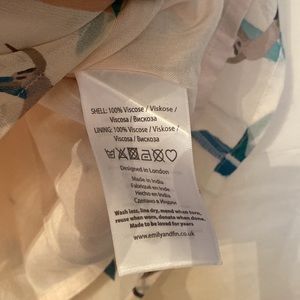 SHELL: 100% Viscose / Viskose /
Viscosa / Вискоза
LINING: 100% Viscose / Viskose /
Viscosa / Вискоза
Designed in London
Made in India
Fabriqué en Inde
Hecho en India
Сделано в Индии
Wash less, line dry, mend when torn,
reuse when worn, donate when done.
Made to be loved for years
www.emilyandfin.co.uk